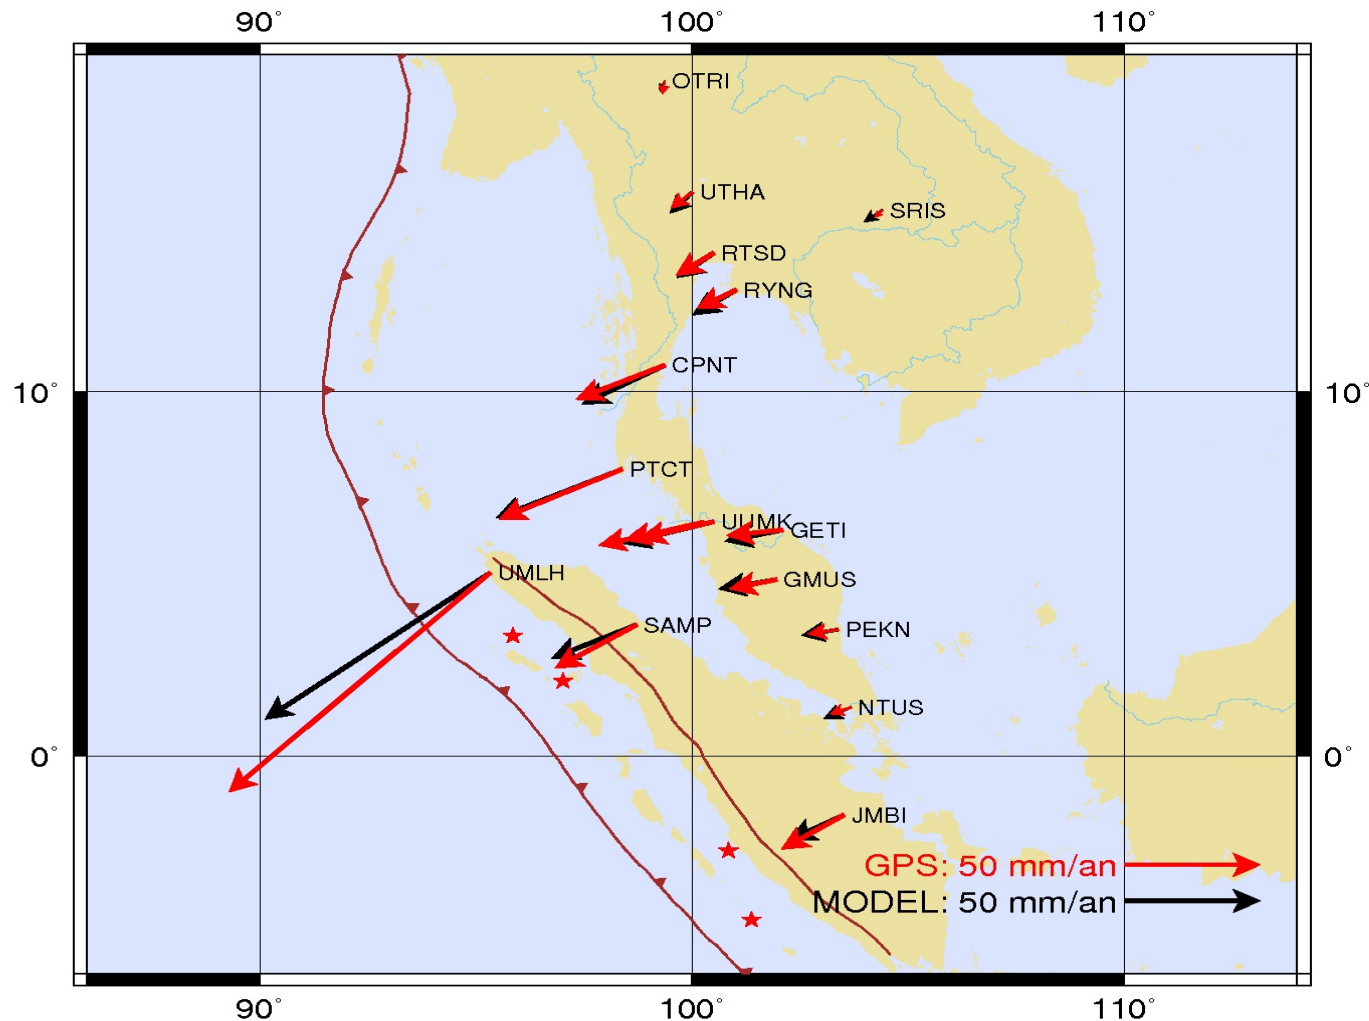 90° 100° 110°
OTRI
UTHA
SRIS
RTSD
RYNG
CPNT
10° 10°
PTCT
UUMK
GETI
UMLH
GMUS
SAMP
PEKN
NTUS
0° 0°
JMBI
GPS: 50 mm/an
MODEL: 50 mm/an
90° 100° 110°